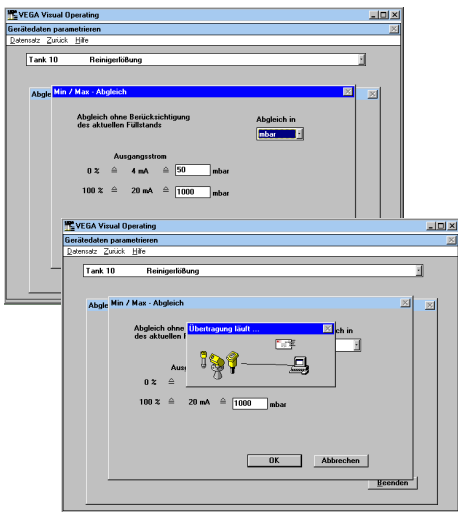 VEGA Visual Operating
Gerätedaten parametrieren
Datensatz Zurück Hilfe
Tank 10 Reinigerlößung
Abgle
Min / Max - Abgleich
Abgleich ohne Berücksichtigung
des aktuellen Füllstands
Abgleich in
mbar
Ausgangsstrom
0 % ≙ 4 mA ≙ 50 mbar
100 % ≙ 20 mA ≙ 1000 mbar
VEGA Visual Operating
Gerätedaten parametrieren
Datensatz Zurück Hilfe
Tank 10 Reinigerlößung
Abgle
Min / Max - Abgleich
Abgleich ohne
des aktuellen F
ch in
Übertragung läuft ...
Ausg
0 % ≙
100 % ≙ 20 mA ≙ 1000 mbar
OK Abbrechen
Beenden